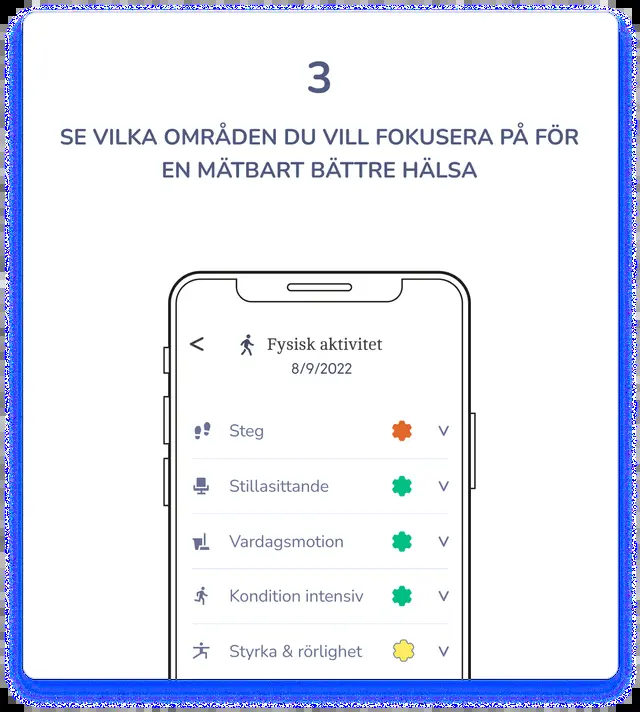 3
SE VILKA OMRÅDEN DU VILL FOKUSERA PÅ FÖR
EN MÄTBART BÄTTRE HÄLSA
< Fysisk aktivitet
8/9/2022
Steg
Stillasittande
Vardagsmotion
Kondition intensiv
Styrka & rörlighet